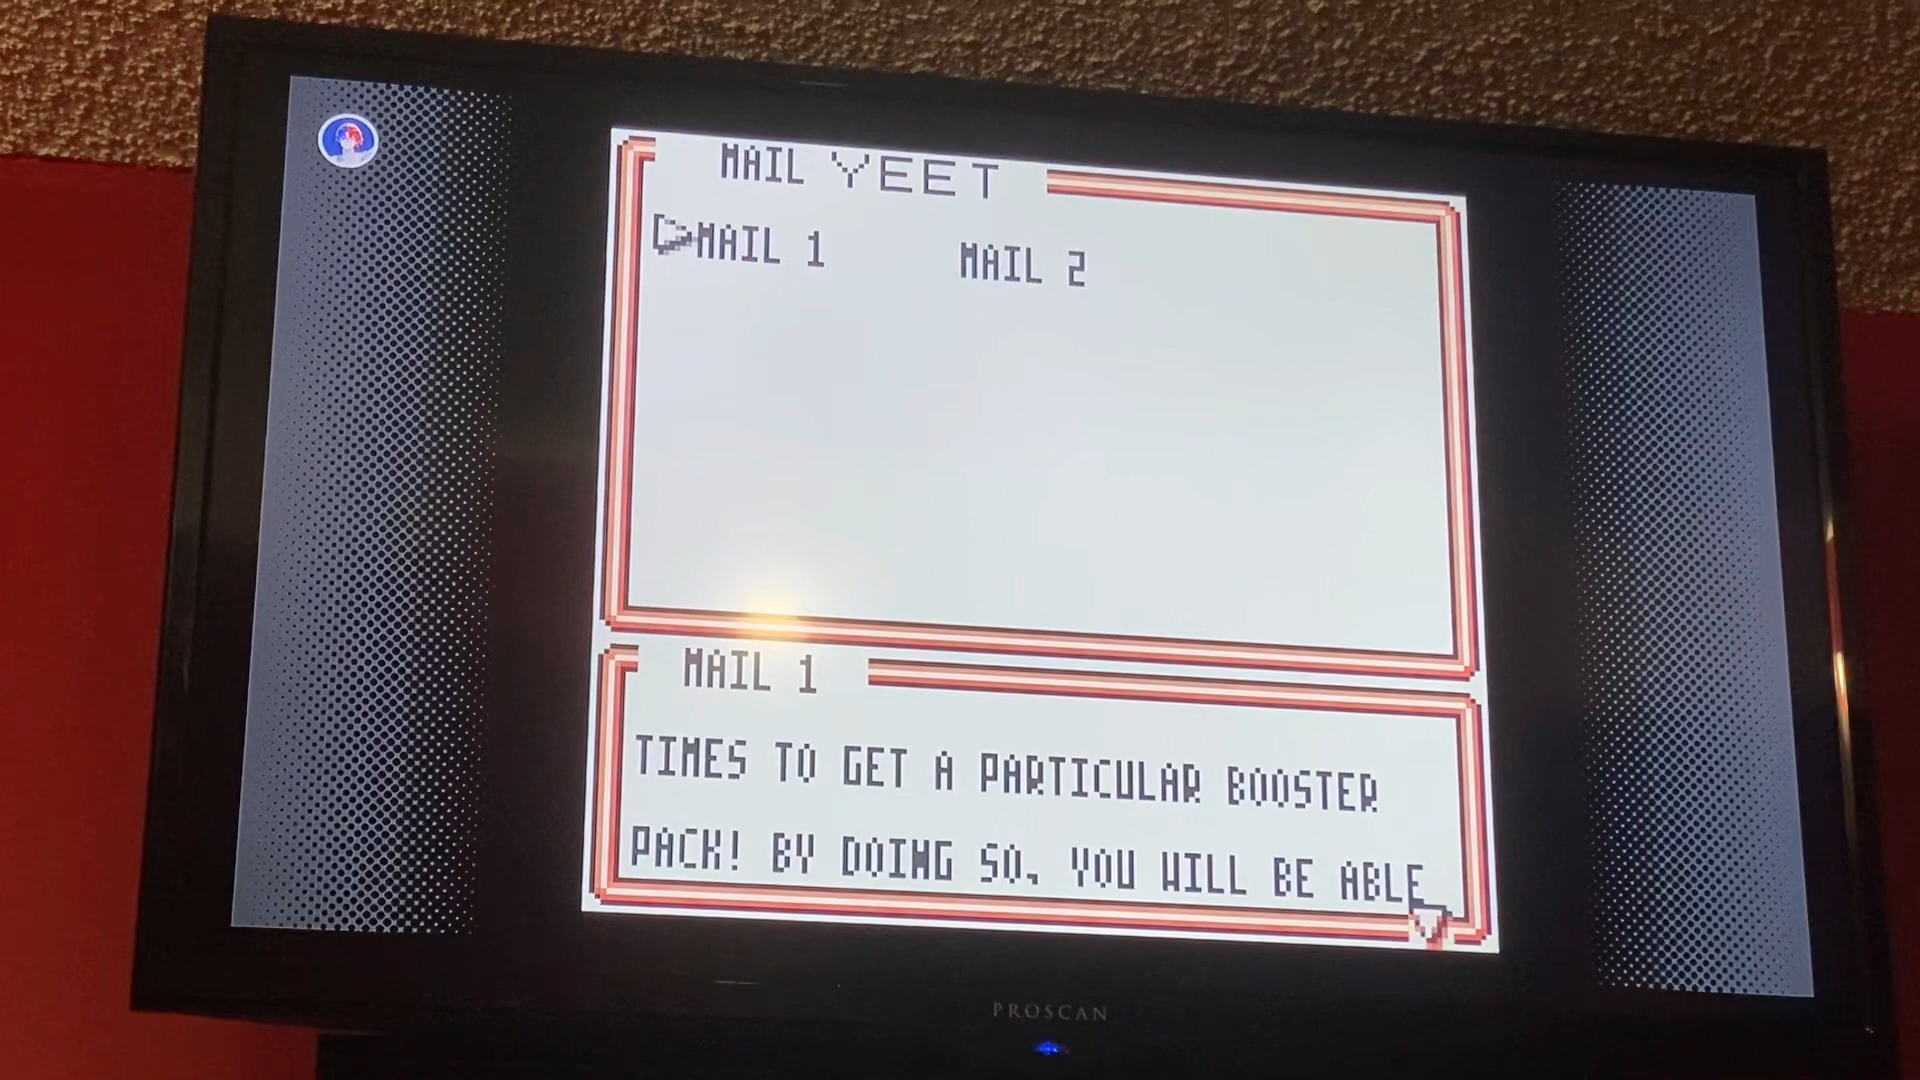 MAIL YEET
MAIL 1 MAIL 2
MAIL 1
TIMES TO GET A PARTICULAR BOOSTER
PACK! BY DOING SO, YOU WILL BE ABLE
PROSCAN